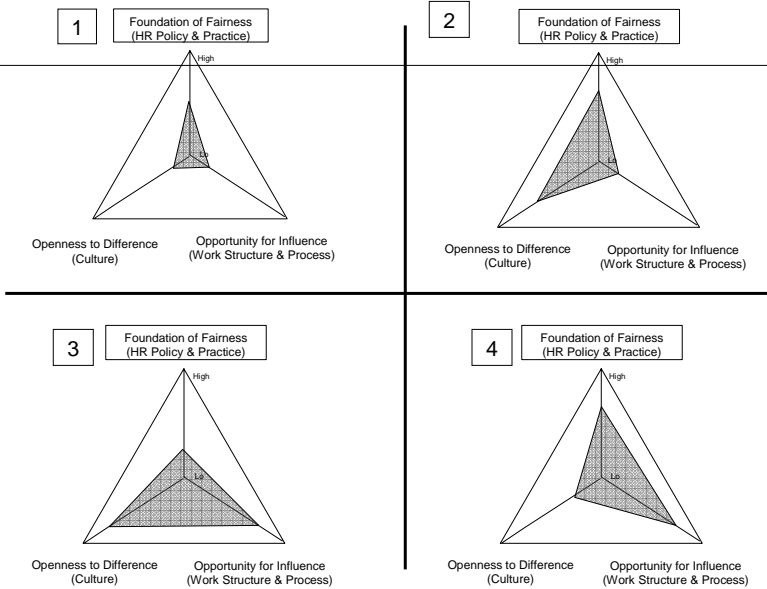 1
Foundation of Fairness
(HR Policy & Practice)
High
Lo
Openness to Difference
(Culture)
Opportunity for Influence
(Work Structure & Process)
2
Foundation of Fairness
(HR Policy & Practice)
High
Lo
Openness to Difference
(Culture)
Opportunity for Influence
(Work Structure & Process)
3
Foundation of Fairness
(HR Policy & Practice)
High
Lo
Openness to Difference
(Culture)
Opportunity for Influence
(Work Structure & Process)
4
Foundation of Fairness
(HR Policy & Practice)
High
Lo
Openness to Difference
(Culture)
Opportunity for Influence
(Work Structure & Process)